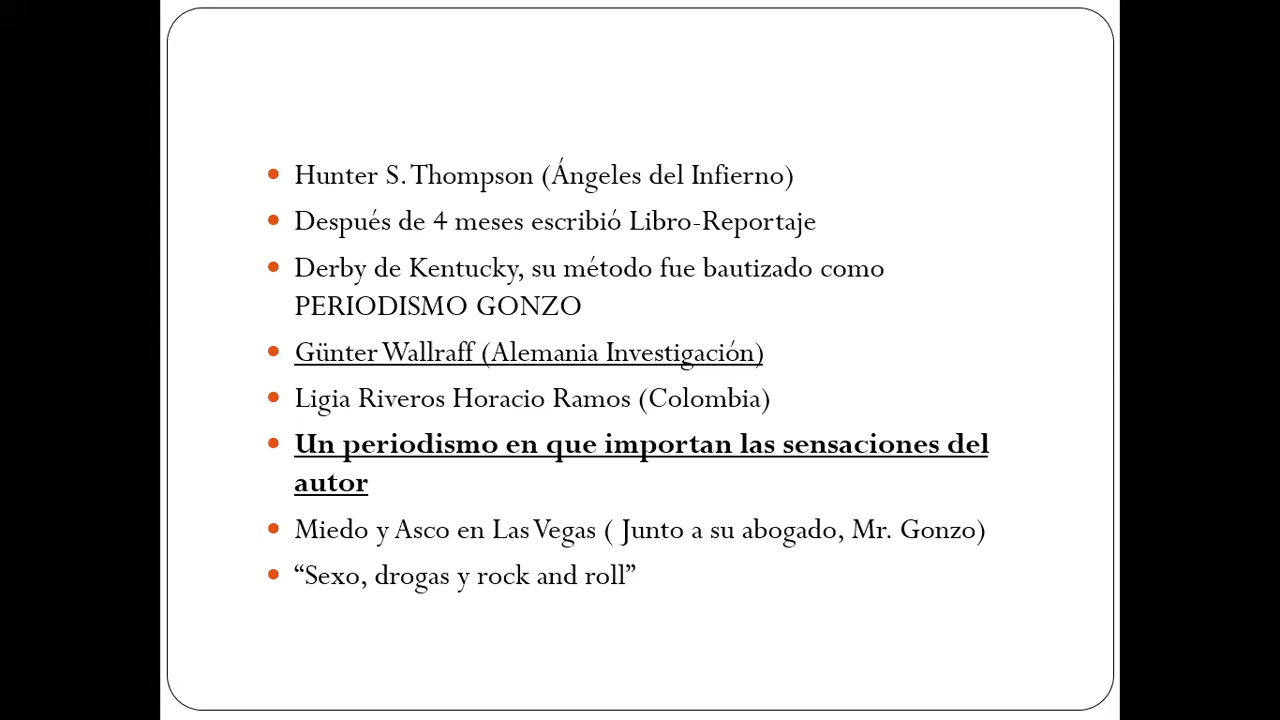 • Hunter S. Thompson (Ángeles del Infierno)
• Después de 4 meses escribió Libro-Reportaje
• Derby de Kentucky, su método fue bautizado como
PERIODISMO GONZO
• Günter Wallraff (Alemania Investigación)
• Ligia Riveros Horacio Ramos (Colombia)
• Un periodismo en que importan las sensaciones del
autor
• Miedo y Asco en Las Vegas ( Junto a su abogado, Mr. Gonzo)
• “Sexo, drogas y rock and roll”